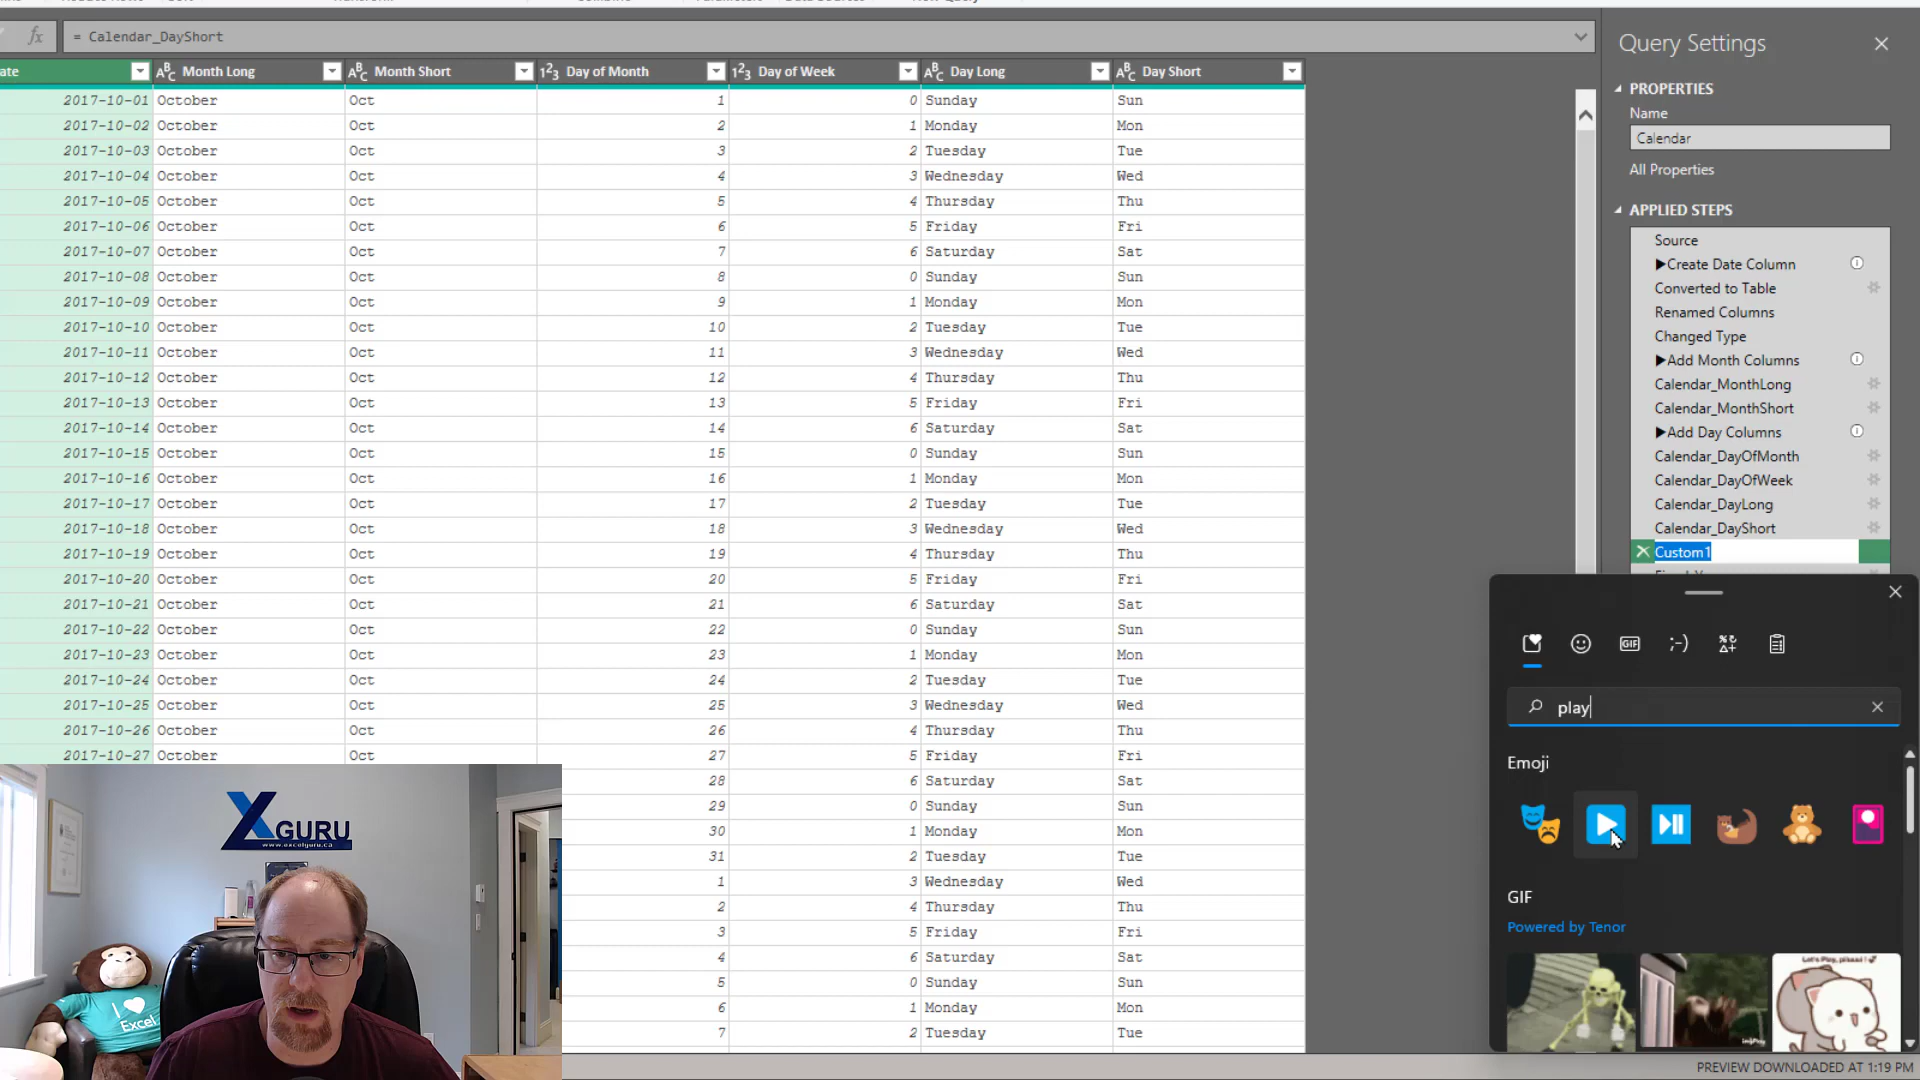 fx
= Calendar_DayShort
ate Month Long Month Short Day of Month Day of Week Day Long Day Short
2017-10-01 October Oct 1 0 Sunday Sun
2017-10-02 October Oct 2 1 Monday Mon
2017-10-03 October Oct 3 2 Tuesday Tue
2017-10-04 October Oct 4 3 Wednesday Wed
2017-10-05 October Oct 5 4 Thursday Thu
2017-10-06 October Oct 6 5 Friday Fri
2017-10-07 October Oct 7 6 Saturday Sat
2017-10-08 October Oct 8 0 Sunday Sun
2017-10-09 October Oct 9 1 Monday Mon
2017-10-10 October Oct 10 2 Tuesday Tue
2017-10-11 October Oct 11 3 Wednesday Wed
2017-10-12 October Oct 12 4 Thursday Thu
2017-10-13 October Oct 13 5 Friday Fri
2017-10-14 October Oct 14 6 Saturday Sat
2017-10-15 October Oct 15 0 Sunday Sun
2017-10-16 October Oct 16 1 Monday Mon
2017-10-17 October Oct 17 2 Tuesday Tue
2017-10-18 October Oct 18 3 Wednesday Wed
2017-10-19 October Oct 19 4 Thursday Thu
2017-10-20 October Oct 20 5 Friday Fri
2017-10-21 October Oct 21 6 Saturday Sat
2017-10-22 October Oct 22 0 Sunday Sun
2017-10-23 October Oct 23 1 Monday Mon
2017-10-24 October Oct 24 2 Tuesday Tue
2017-10-25 October Oct 25 3 Wednesday Wed
2017-10-26 October Oct 26 4 Thursday Thu
2017-10-27 October Oct 27 5 Friday Fri
28 6 Saturday Sat
29 0 Sunday Sun
30 1 Monday Mon
31 2 Tuesday Tue
1 3 Wednesday Wed
2 4 Thursday Thu
3 5 Friday Fri
4 6 Saturday Sat
5 0 Sunday Sun
6 1 Monday Mon
7 2 Tuesday Tue
Query Settings
PROPERTIES
Name
Calendar
All Properties
APPLIED STEPS
Source
▶Create Date Column
Converted to Table
Renamed Columns
Changed Type
▶Add Month Columns
Calendar_MonthLong
Calendar_MonthShort
▶Add Day Columns
Calendar_DayOfMonth
Calendar_DayOfWeek
Calendar_DayLong
Calendar_DayShort
Custom1
GIF
;-)
play
Emoji
GIF
Powered by Tenor
XGURU
www.excelguru.ca
I ♥
Excel
PREVIEW DOWNLOADED AT 1:19 PM